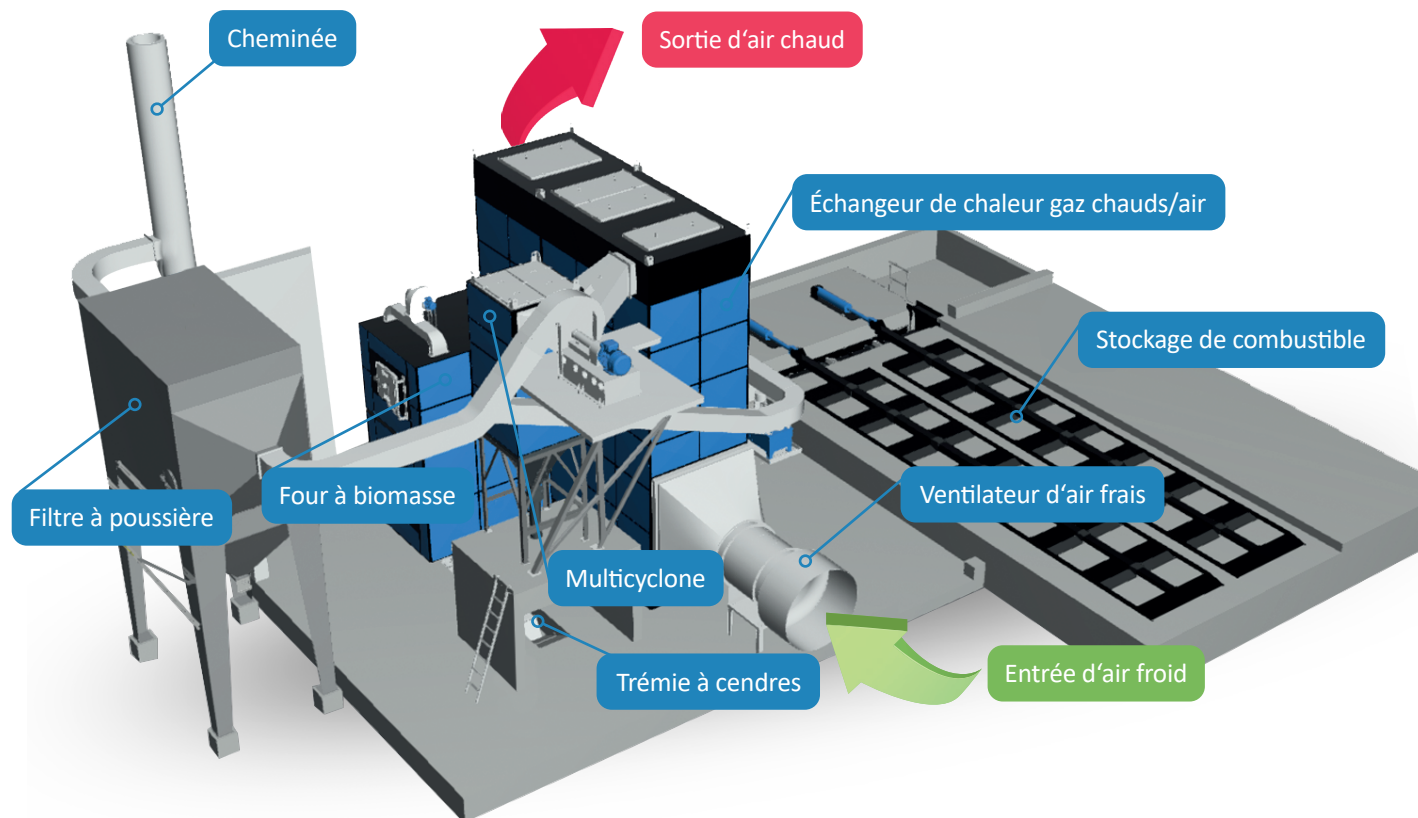 Cheminée
Sortie d‘air chaud
Échangeur de chaleur gaz chauds/air
Stockage de combustible
Four à biomasse
Ventilateur d‘air frais
Filtre à poussière
Multicyclone
Trémie à cendres
Entrée d‘air froid